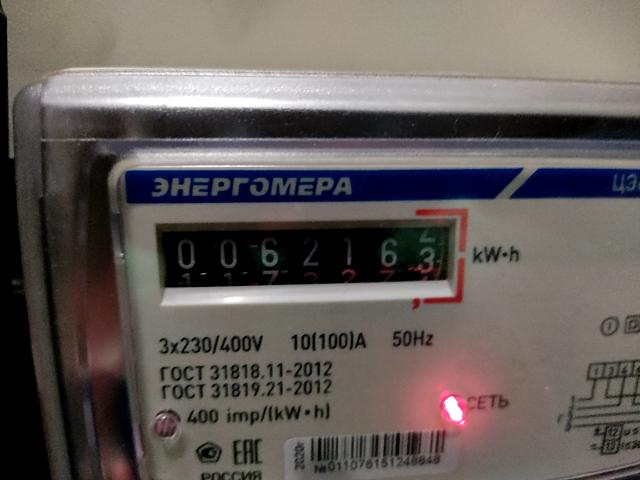 ЭНЕРГОМЕРА ЦЭ
0062163 kW•h
3x230/400V 10(100)A 50Hz
ГОСТ 31818.11-2012
ГОСТ 31819.21-2012
400 imp/(kW•h)
СЕТЬ
ЕАС
2020г
РОССИЯ
№011076151248848